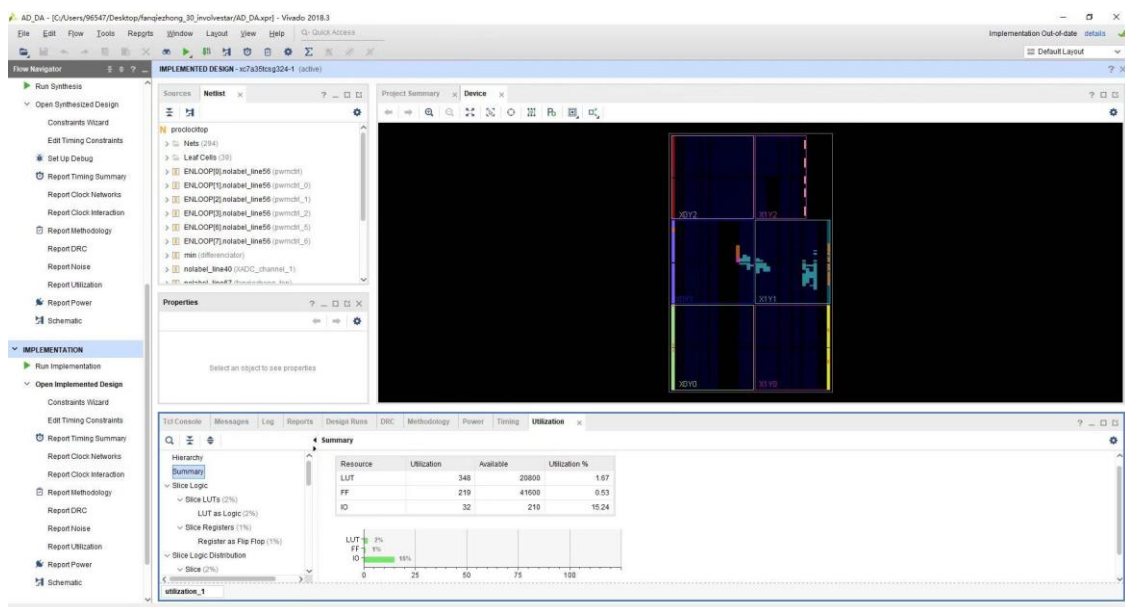 AD_DA - [C:/Users/96547/Desktop/fanqiezhong_30_involvestar/AD_DA.xpr] - Vivado 2018.3
File Edit Flow Tools Reports Window Layout View Help Q- Quick Access
Implementation Out-of-date details
Default Layout
Flow Navigator
Run Synthesis
Open Synthesized Design
Constraints Wizard
Edit Timing Constraints
Set Up Debug
Report Timing Summary
Report Clock Networks
Report Clock Interaction
Report Methodology
Report DRC
Report Noise
Report Utilization
Report Power
Schematic
IMPLEMENTATION
Run Implementation
Open Implemented Design
Constraints Wizard
Edit Timing Constraints
Report Timing Summary
Report Clock Networks
Report Clock Interaction
Report Methodology
Report DRC
Report Noise
Report Utilization
Report Power
Schematic
IMPLEMENTED DESIGN - xc7a35tcsg324-1 (active)
Sources Netlist
proclocktop
Nets (294)
Leaf Cells (39)
ENLOOP[0].nolabel_line56 (pwmctrl)
ENLOOP[1].nolabel_line56 (pwmctrl_0)
ENLOOP[2].nolabel_line56 (pwmctrl_1)
ENLOOP[3].nolabel_line56 (pwmctrl_2)
ENLOOP[6].nolabel_line56 (pwmctrl_5)
ENLOOP[7].nolabel_line56 (pwmctrl_6)
min (differenciator)
nolabel_line40 (XADC_channel_1)
Properties
Select an object to see properties
Project Summary Device
X0Y2 X1Y2
X0Y1 X1Y1
X0Y0 X1Y0
Tcl Console Messages Log Reports Design Runs DRC Methodology Power Timing Utilization
Hierarchy
Summary
Slice Logic
Slice LUTs (2%)
LUT as Logic (2%)
Slice Registers (1%)
Register as Flip Flop (1%)
Slice Logic Distribution
Slice (2%)
Summary
Resource Utilization Available Utilization %
LUT 348 20800 1.67
FF 219 41600 0.53
IO 32 210 15.24
LUT 2%
FF 1%
IO 15%
0 25 50 75 100
utilization_1